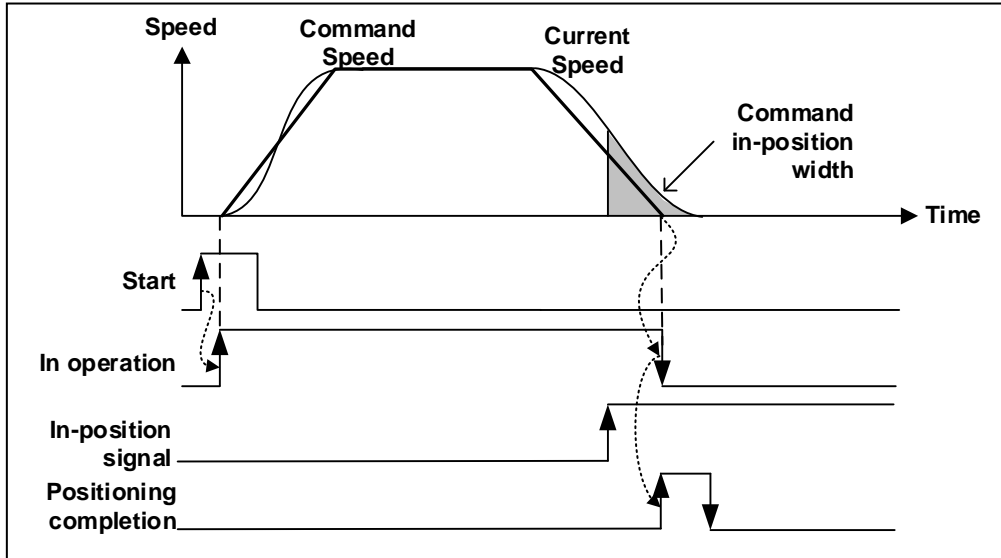 Speed
Command
Speed
Current
Speed
Command
in-position
width
Time
Start
In operation
In-position
signal
Positioning
completion